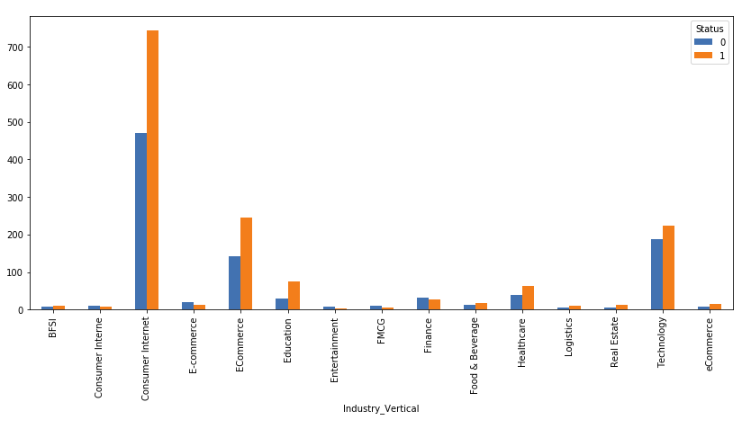 Status
0
1
700
600
500
400
300
200
100
0
BFSI
Consumer Interne
Consumer Internet
E-commerce
ECommerce
Education
Entertainment
FMCG
Finance
Food & Beverage
Healthcare
Logistics
Real Estate
Technology
eCommerce
Industry_Vertical